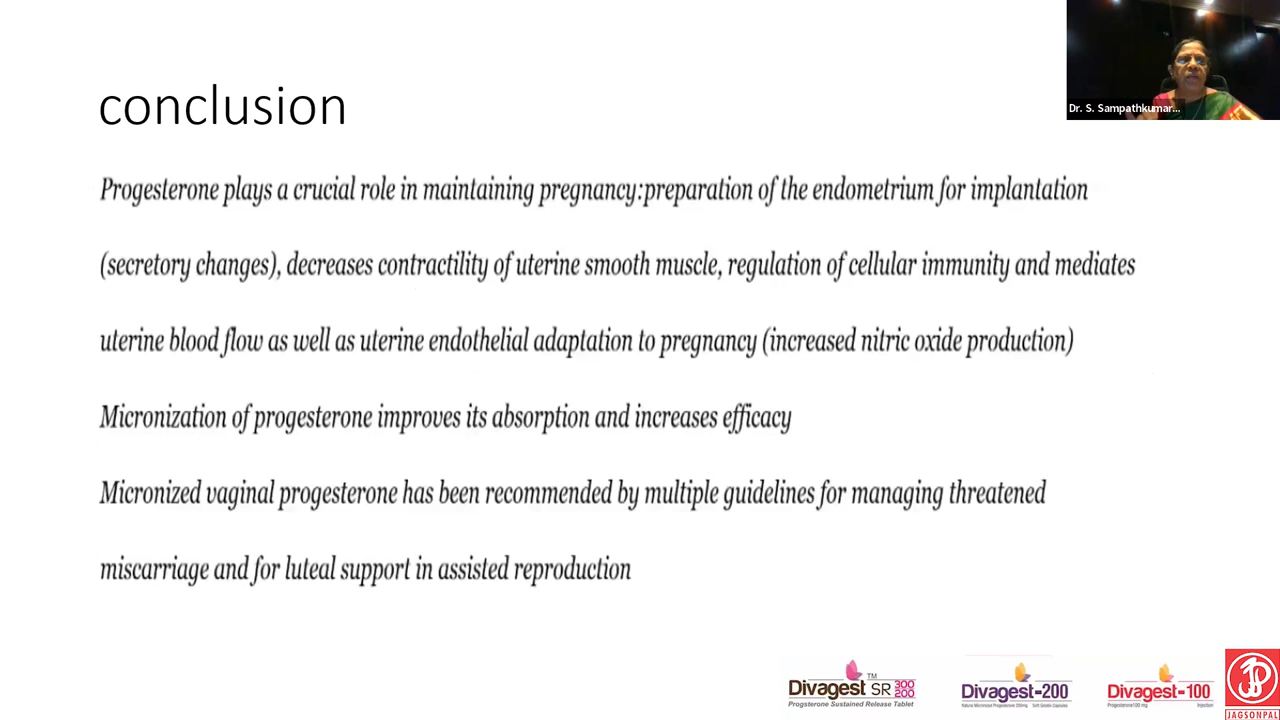 Dr. S. Sampathkumar...
conclusion
Progesterone plays a crucial role in maintaining pregnancy:preparation of the endometrium for implantation
(secretory changes), decreases contractility of uterine smooth muscle, regulation of cellular immunity and mediates
uterine blood flow as well as uterine endothelial adaptation to pregnancy (increased nitric oxide production)
Micronization of progesterone improves its absorption and increases efficacy
Micronized vaginal progesterone has been recommended by multiple guidelines for managing threatened
miscarriage and for luteal support in assisted reproduction
Divagest TM SR 300 200
Progsterone Sustained Release Tablet
Divagest-200
Natural Micronised Progesterone 200mg Soft Gelatin Capsules
Divagest-100
Progesterone100 mg Injection
JAGSONPAL